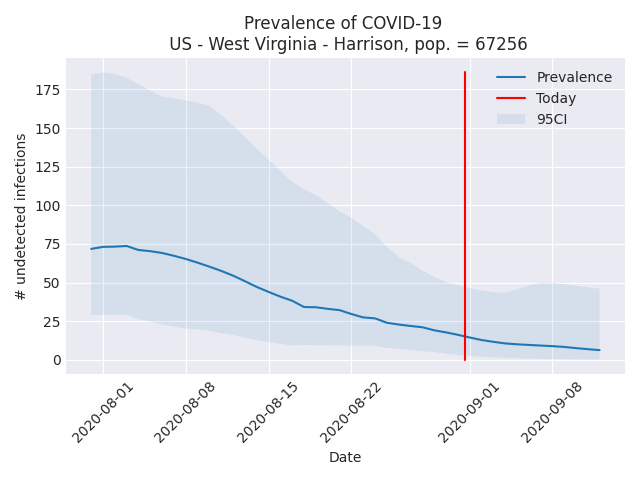 Prevalence of COVID-19
US - West Virginia - Harrison, pop. = 67256
Prevalence
Today
95CI
175
150
125
100
75
50
25
0
# undetected infections
2020-08-01
2020-08-08
2020-08-15
2020-08-22
2020-09-01
2020-09-08
Date